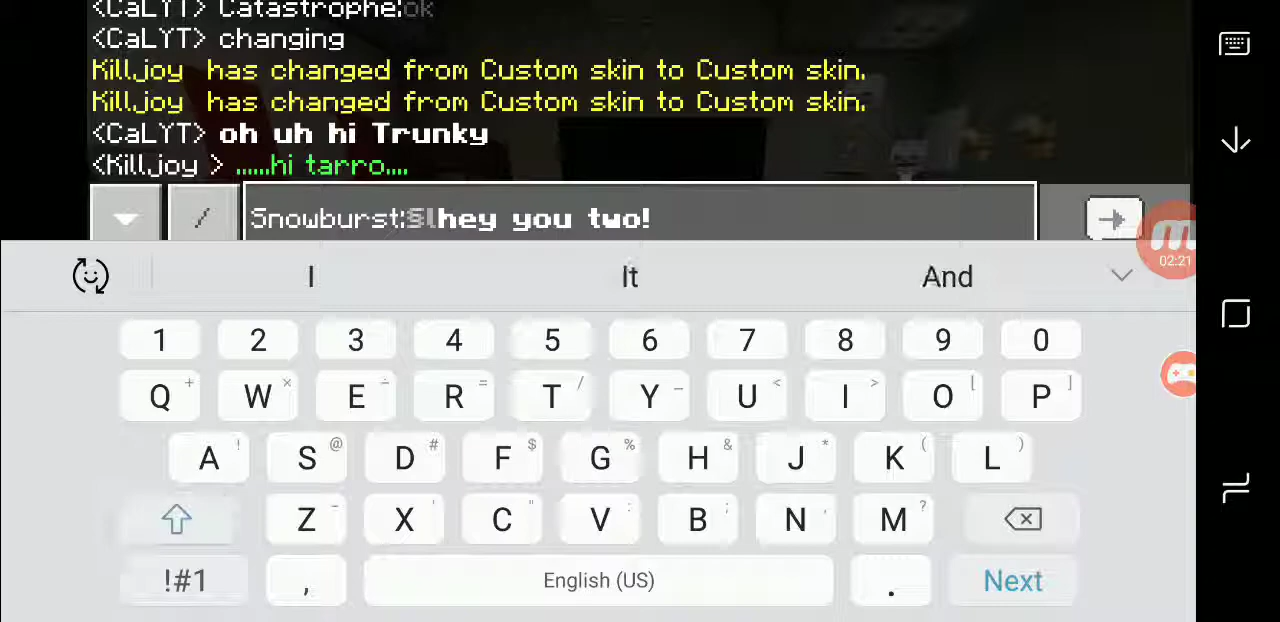 <CaLYT> Catastrophe:ok
<CaLYT> changing
Killjoy has changed from Custom skin to Custom skin.
Killjoy has changed from Custom skin to Custom skin.
<CaLYT> oh uh hi Trunky
<Killjoy > ......hi tarro....
/ Snowburst:§lhey you two!
02:21
I It And
1 2 3 4 5 6 7 8 9 0
Q + W × E ÷ R = T / Y _ U < I > O [ P ]
A ! S @ D # F $ G % H & J * K ( L )
Z - X ' C " V : B ; N , M ?
!#1 , English (US) . Next